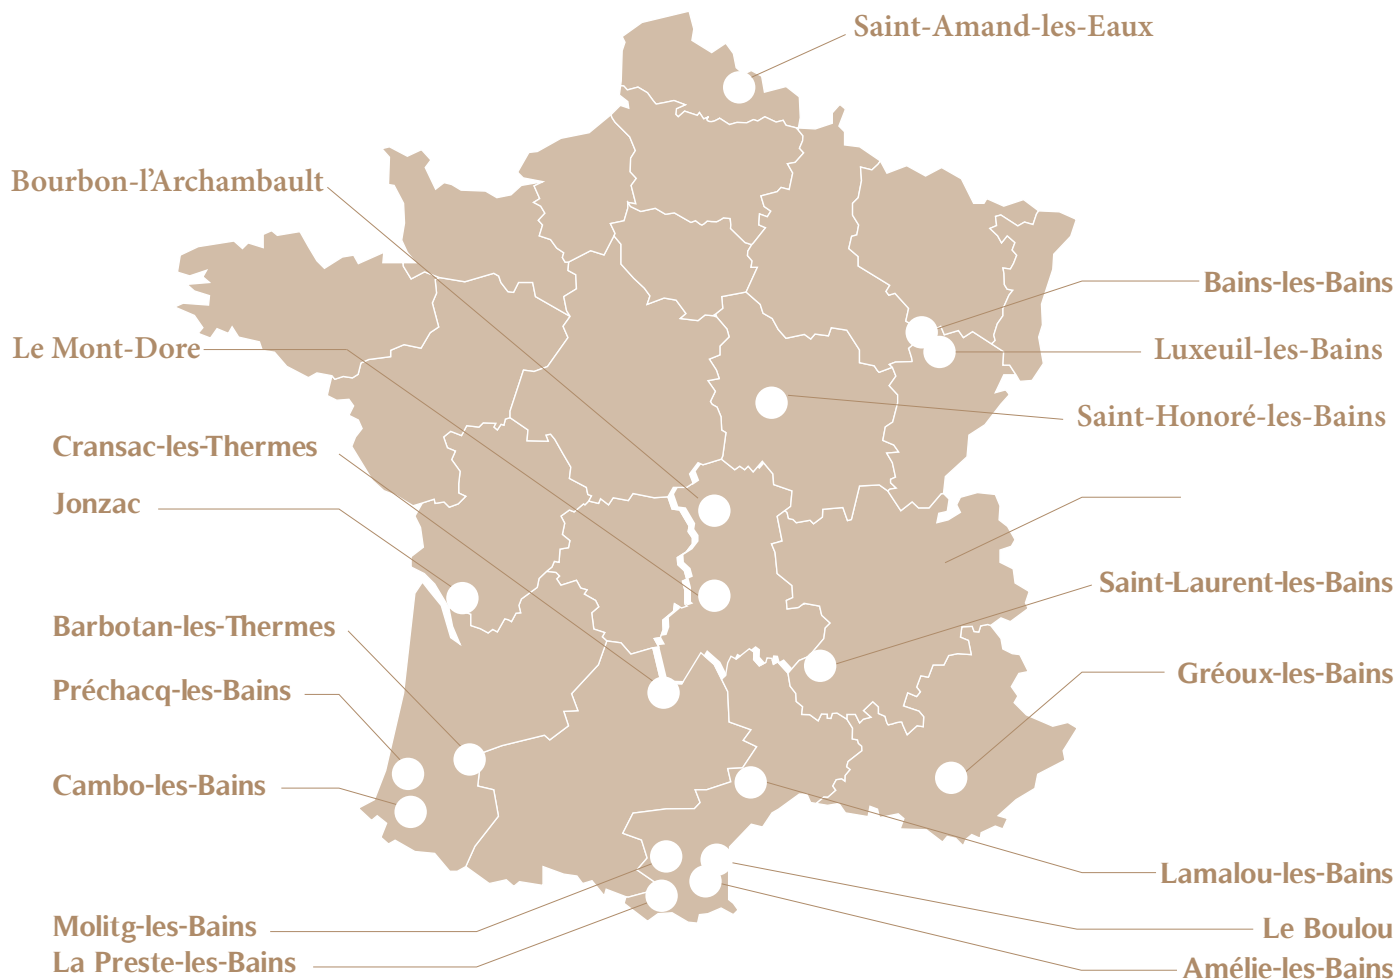 Saint-Amand-les-Eaux
Bourbon-l'Archambault
Bains-les-Bains
Le Mont-Dore
Luxeuil-les-Bains
Saint-Honoré-les-Bains
Cransac-les-Thermes
Jonzac
Saint-Laurent-les-Bains
Barbotan-les-Thermes
Gréoux-les-Bains
Préchacq-les-Bains
Cambo-les-Bains
Lamalou-les-Bains
Molitg-les-Bains
Le Boulou
La Preste-les-Bains
Amélie-les-Bains